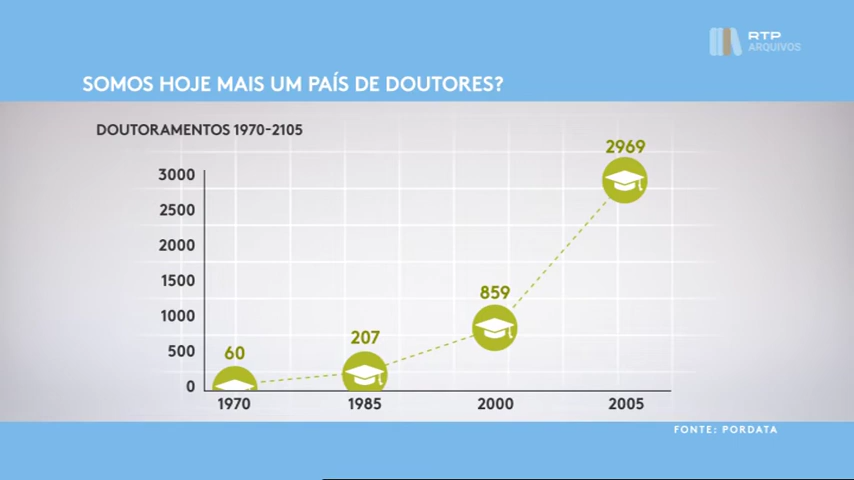 RTP
ARQUIVOS
SOMOS HOJE MAIS UM PAÍS DE DOUTORES?
DOUTORAMENTOS 1970-2105
2969
3000
2500
2000
1500
859
1000
207
500
60
0
1970 1985 2000 2005
FONTE: PORDATA